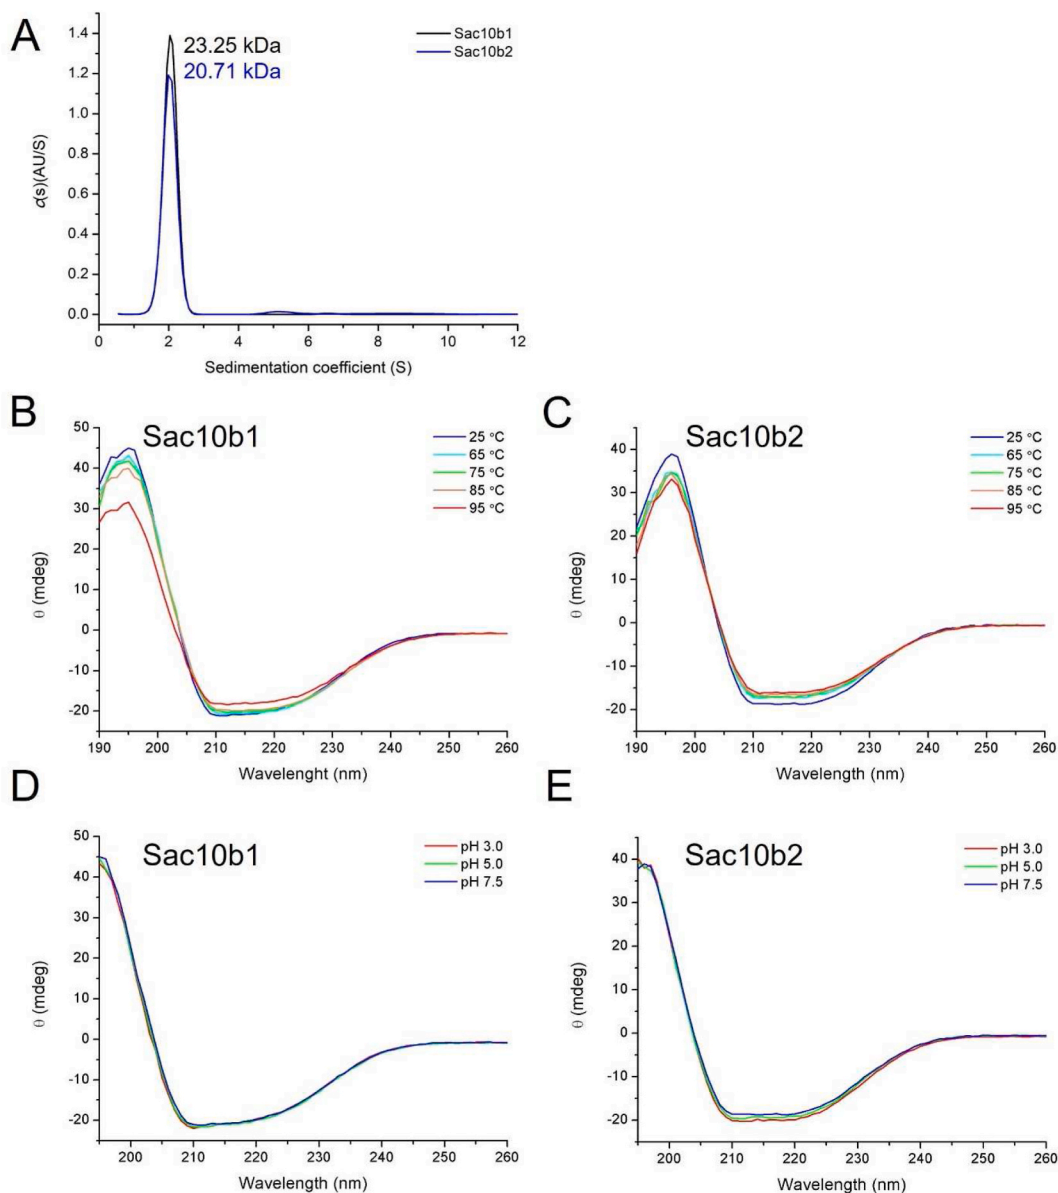 A
23.25 kDa
20.71 kDa
Sac10b1
Sac10b2
1.4
1.2
1.0
0.8
0.6
0.4
0.2
0.0
c(s)(AU/S)
0 2 4 6 8 10 12
Sedimentation coefficient (S)
B
Sac10b1
25 °C
65 °C
75 °C
85 °C
95 °C
50
40
30
20
10
0
-10
-20
θ (mdeg)
190 200 210 220 230 240 250 260
Wavelenght (nm)
C
Sac10b2
25 °C
65 °C
75 °C
85 °C
95 °C
40
30
20
10
0
-10
-20
θ (mdeg)
190 200 210 220 230 240 250 260
Wavelength (nm)
D
Sac10b1
pH 3.0
pH 5.0
pH 7.5
50
40
30
20
10
0
-10
-20
θ (mdeg)
200 210 220 230 240 250 260
Wavelength (nm)
E
Sac10b2
pH 3.0
pH 5.0
pH 7.5
40
30
20
10
0
-10
-20
θ (mdeg)
200 210 220 230 240 250 260
Wavelength (nm)